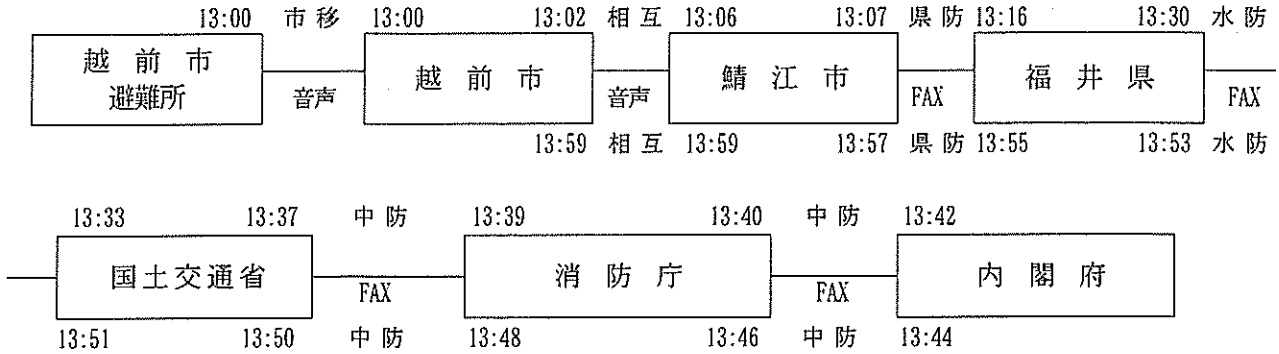 13:00 市移 13:00 13:02 相互 13:06 13:07 県防 13:16 13:30 水防
越前市
避難所
音声
越前市
音声
鯖江市
FAX
福井県
FAX
13:59 相互 13:59 13:57 県防 13:55 13:53 水防
13:33 13:37 中防 13:39 13:40 中防 13:42
国土交通省
FAX
消防庁
FAX
内閣府
13:51 13:50 中防 13:48 13:46 中防 13:44